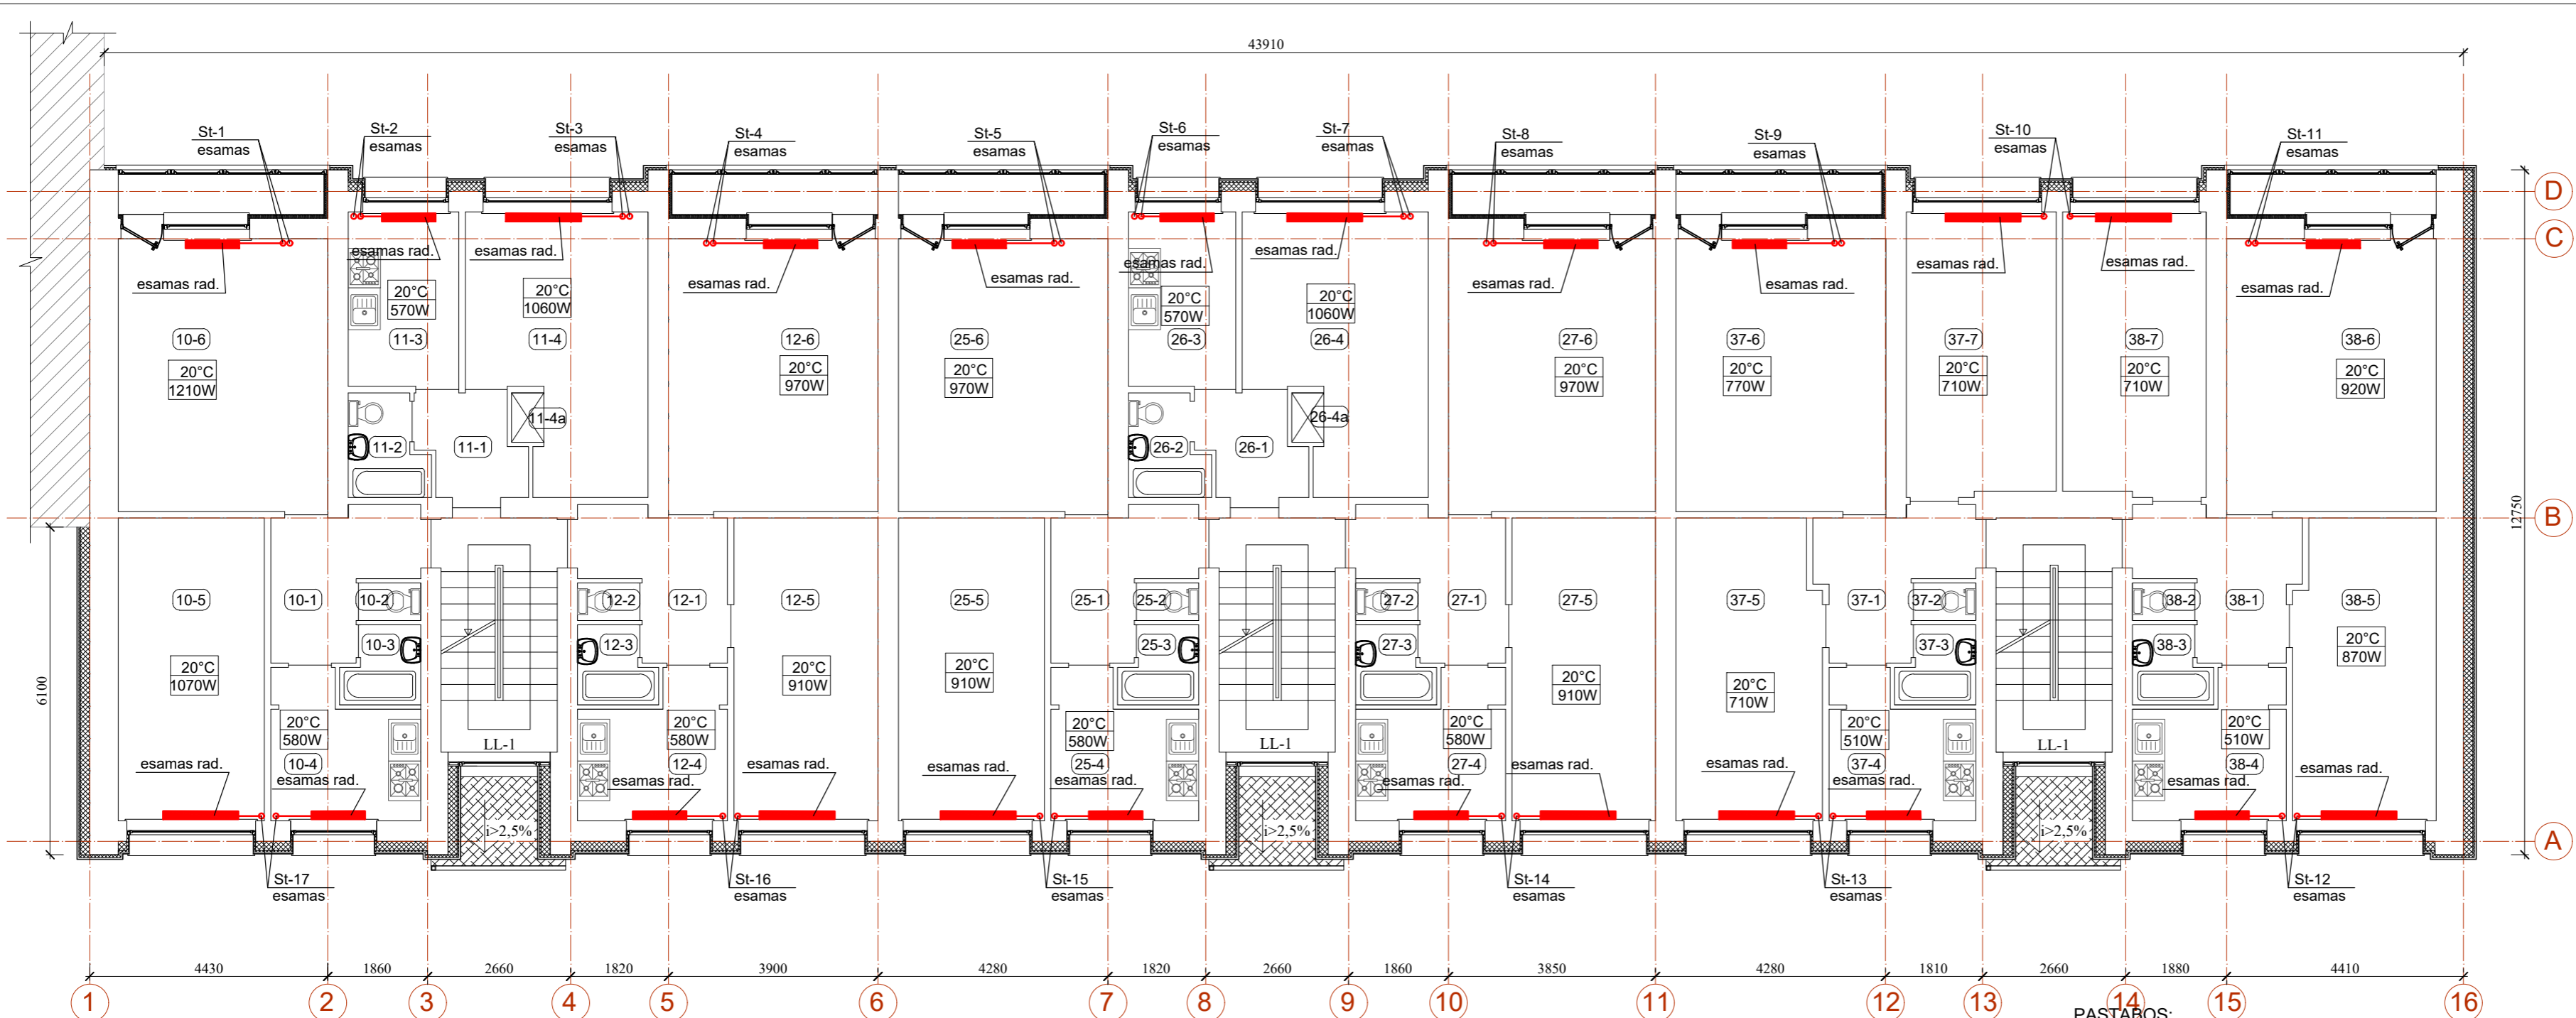 43910
St-1
esamas
St-2
esamas
St-3
esamas
St-4
esamas
St-5
esamas
St-6
esamas
St-7
esamas
St-8
esamas
St-9
esamas
St-10
esamas
St-11
esamas
D
C
esamas rad.
esamas rad.
esamas rad.
esamas rad.
esamas rad.
esamas rad.
esamas rad.
esamas rad.
esamas rad.
esamas rad.
esamas rad.
esamas rad.
20°C
570W
20°C
1060W
20°C
570W
20°C
1060W
10-6
11-3
11-4
12-6
25-6
26-3
26-4
27-6
37-6
37-7
38-7
38-6
20°C
1210W
20°C
970W
20°C
970W
20°C
970W
20°C
770W
20°C
710W
20°C
710W
20°C
920W
11-4a
26-4a
11-2
11-1
26-2
26-1
B
12750
10-5
10-1
10-2
12-2
12-1
12-5
25-5
25-1
25-2
27-2
27-1
27-5
37-5
37-1
37-2
38-2
38-1
38-5
10-3
12-3
25-3
27-3
37-3
38-3
6100
20°C
1070W
20°C
910W
20°C
910W
20°C
910W
20°C
710W
20°C
870W
20°C
580W
20°C
580W
20°C
580W
20°C
580W
20°C
510W
20°C
510W
LL-1
LL-1
LL-1
10-4
12-4
25-4
27-4
37-4
38-4
esamas rad.
esamas rad.
esamas rad.
esamas rad.
esamas rad.
esamas rad.
esamas rad.
esamas rad.
esamas rad.
esamas rad.
esamas rad.
esamas rad.
i>2,5%
i>2,5%
i>2,5%
A
St-17
esamas
St-16
esamas
St-15
esamas
St-14
esamas
St-13
esamas
St-12
esamas
4430
1860
2660
1820
3900
4280
1820
2660
1860
3850
4280
1810
2660
1880
4410
1
2
3
4
5
6
7
8
9
10
11
12
13
14
15
16
PASTABOS: